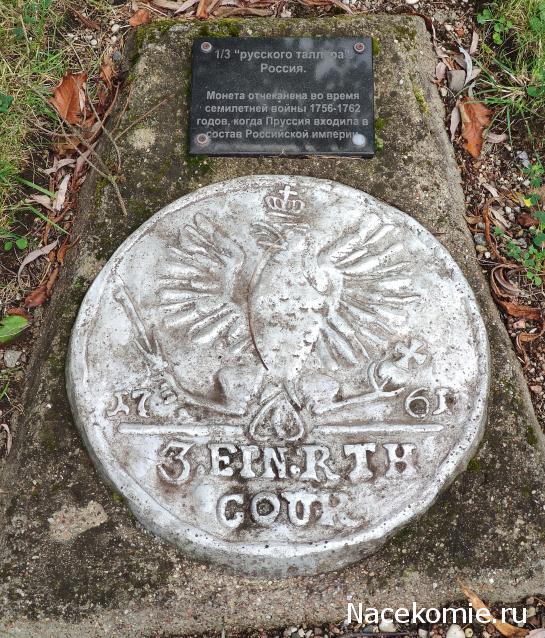 1/3 "русского таллера"
Россия.
Монета отчеканена во время
семилетней войны 1756-1762
годов, когда Пруссия входила в
состав Российской империи.
17 61
3.EIN.RTH
COUR
Nacekomie.ru